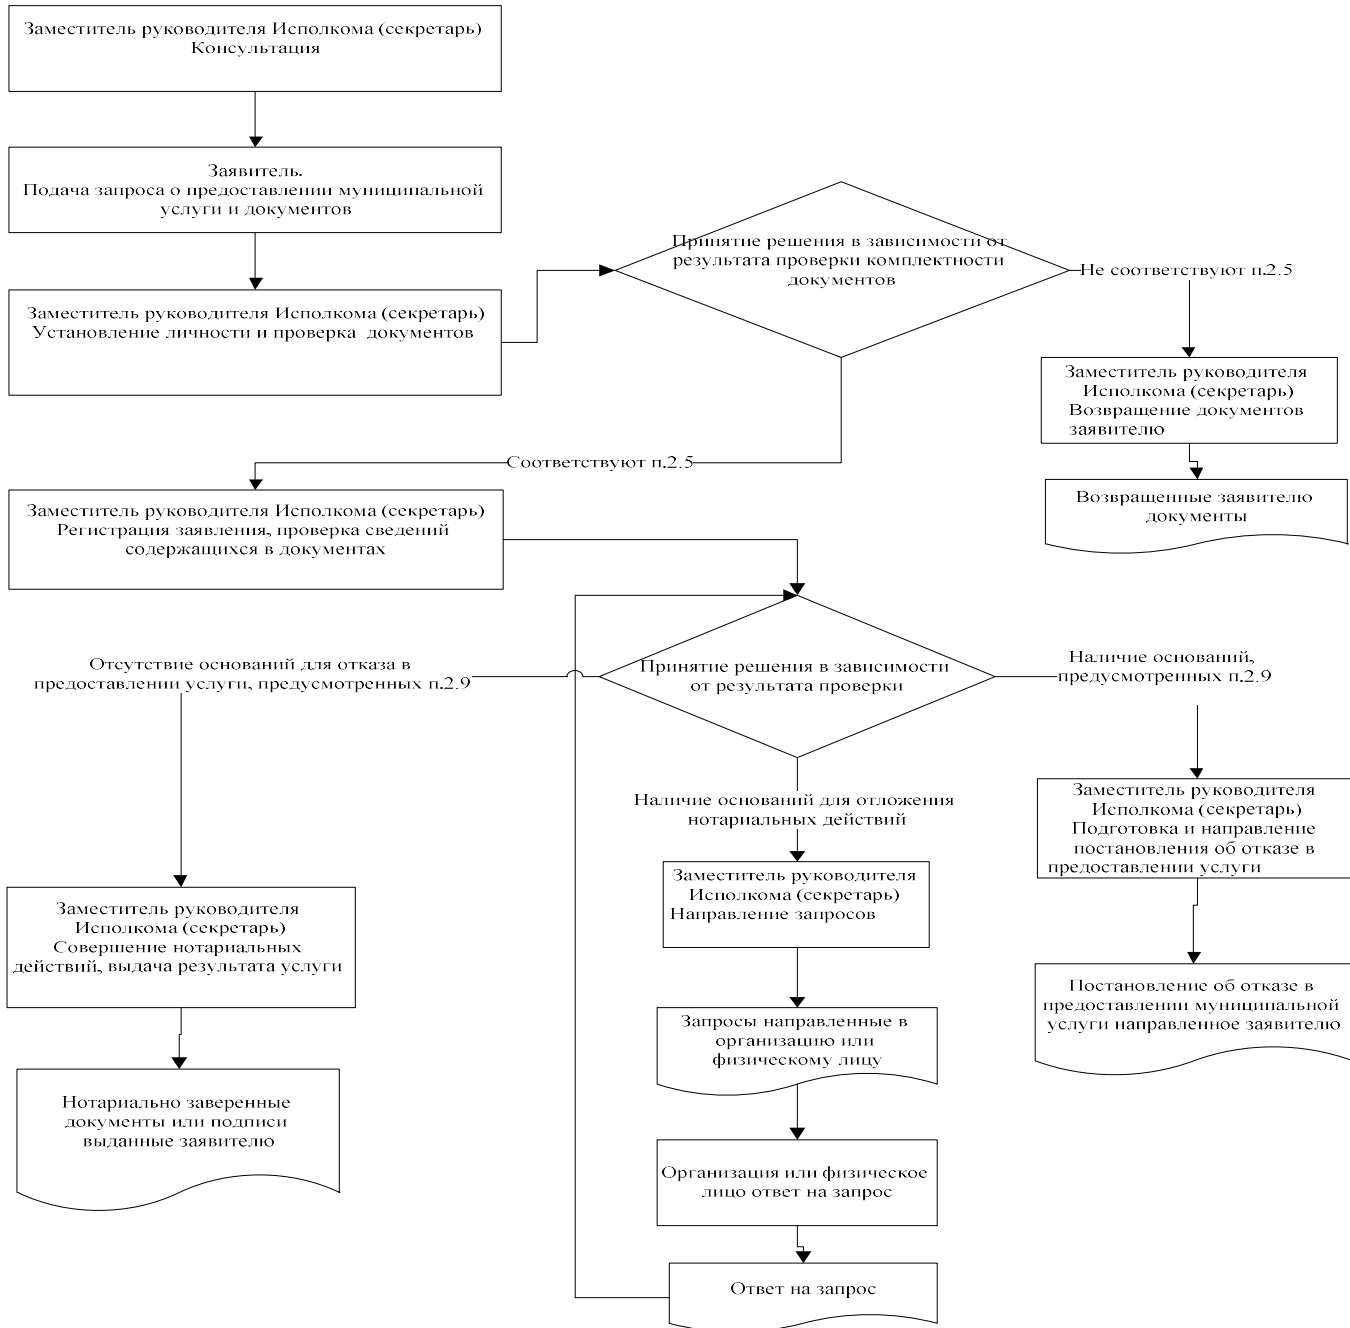 Заместитель руководителя Исполкома (секретарь)
Консультация
Заявитель.
Подача запроса о предоставлении муниципальной
услуги и документов
Заместитель руководителя Исполкома (секретарь)
Установление личности и проверка документов
Принятие решения в зависимости от
результата проверки комплектности
документов
Не соответствуют п.2.5
Заместитель руководителя
Исполкома (секретарь)
Возвращение документов
заявителю
Возвращенные заявителю
документы
Соответствуют п.2.5
Заместитель руководителя Исполкома (секретарь)
Регистрация заявления, проверка сведений
содержащихся в документах
Принятие решения в зависимости
от результата проверки
Отсутствие оснований для отказа в
предоставлении услуги, предусмотренных п.2.9
Наличие оснований,
предусмотренных п.2.9
Наличие оснований для отложения
нотариальных действий
Заместитель руководителя
Исполкома (секретарь)
Подготовка и направление
постановления об отказе в
предоставлении услуги
Заместитель руководителя
Исполкома (секретарь)
Направление запросов
Заместитель руководителя
Исполкома (секретарь)
Совершение нотариальных
действий, выдача результата услуги
Постановление об отказе в
предоставлении муниципальной
услуги направленное заявителю
Запросы направленные в
организацию или
физическому лицу
Нотариально заверенные
документы или подписи
выданные заявителю
Организация или физическое
лицо ответ на запрос
Ответ на запрос